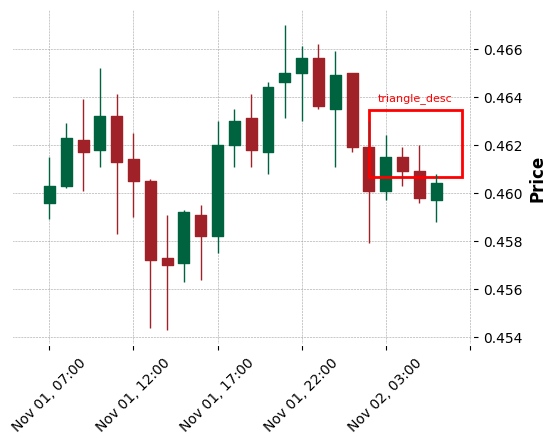 0.466
triangle_desc
0.464
0.462
0.460
0.458
0.456
0.454
Price
Nov 01, 07:00
Nov 01, 12:00
Nov 01, 17:00
Nov 01, 22:00
Nov 02, 03:00